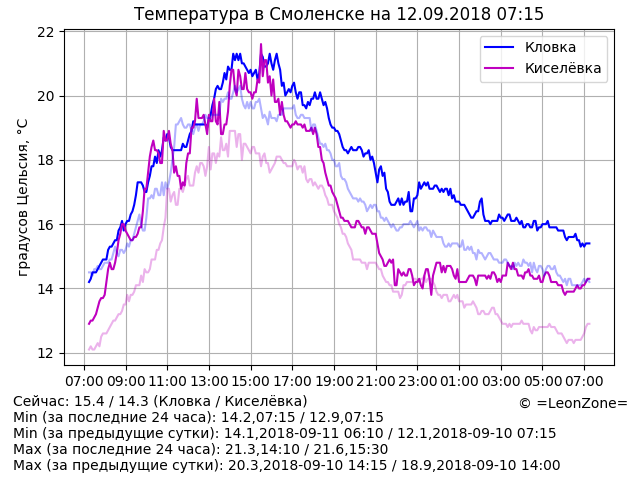 Температура в Смоленске на 12.09.2018 07:15
22
20
18
16
14
12
градусов Цельсия, °C
Кловка
Киселёвка
07:00 09:00 11:00 13:00 15:00 17:00 19:00 21:00 23:00 01:00 03:00 05:00 07:00
Сейчас: 15.4 / 14.3 (Кловка / Киселёвка)
© =LeonZone=
Min (за последние 24 часа): 14.2,07:15 / 12.9,07:15
Min (за предыдущие сутки): 14.1,2018-09-11 06:10 / 12.1,2018-09-10 07:15
Max (за последние 24 часа): 21.3,14:10 / 21.6,15:30
Max (за предыдущие сутки): 20.3,2018-09-10 14:15 / 18.9,2018-09-10 14:00